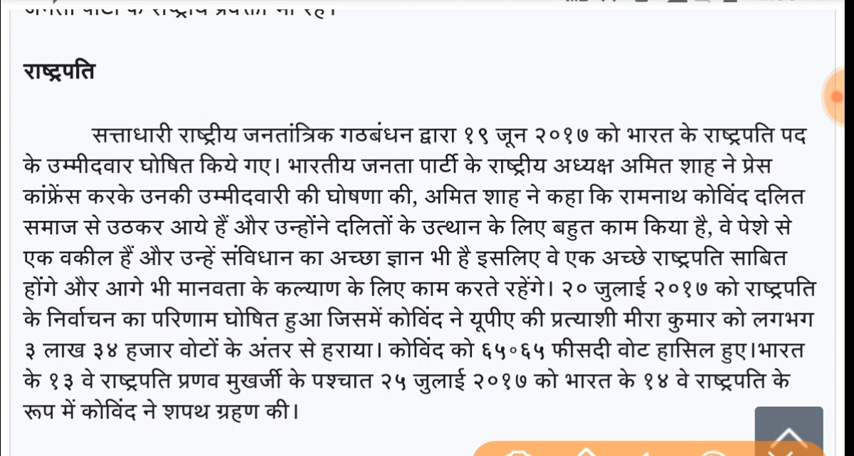 राष्ट्रपति
सत्ताधारी राष्ट्रीय जनतांत्रिक गठबंधन द्वारा १९ जून २०१७ को भारत के राष्ट्रपति पद
के उम्मीदवार घोषित किये गए। भारतीय जनता पार्टी के राष्ट्रीय अध्यक्ष अमित शाह ने प्रेस
कांफ्रेंस करके उनकी उम्मीदवारी की घोषणा की, अमित शाह ने कहा कि रामनाथ कोविंद दलित
समाज से उठकर आये हैं और उन्होंने दलितों के उत्थान के लिए बहुत काम किया है, वे पेशे से
एक वकील हैं और उन्हें संविधान का अच्छा ज्ञान भी है इसलिए वे एक अच्छे राष्ट्रपति साबित
होंगे और आगे भी मानवता के कल्याण के लिए काम करते रहेंगे। २० जुलाई २०१७ को राष्ट्रपति
के निर्वाचन का परिणाम घोषित हुआ जिसमें कोविंद ने यूपीए की प्रत्याशी मीरा कुमार को लगभग
३ लाख ३४ हजार वोटों के अंतर से हराया। कोविंद को ६५॰६५ फीसदी वोट हासिल हुए।भारत
के १३ वे राष्ट्रपति प्रणव मुखर्जी के पश्चात २५ जुलाई २०१७ को भारत के १४ वे राष्ट्रपति के
रूप में कोविंद ने शपथ ग्रहण की।